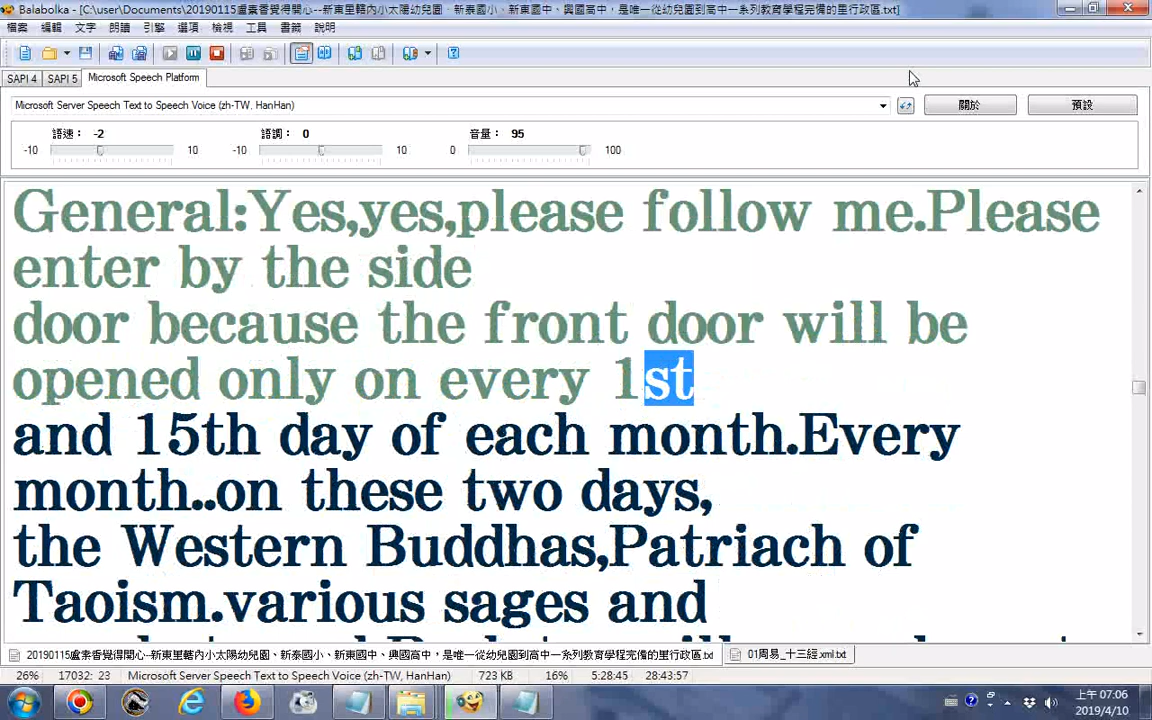 Balabolka - [C:\user\Documents\20190115盧素香覺得開心--新東里轄內小太陽幼兒園、新泰國小、新東國中、興國高中，是唯一從幼兒園到高中一系列教育學程完備的里行政區.txt]
檔案 編輯 文字 朗讀 引擎 選項 檢視 工具 書籤 說明
SAPI 4 SAPI 5 Microsoft Speech Platform
Microsoft Server Speech Text to Speech Voice (zh-TW, HanHan) 關於 預設
語速： -2 語調： 0 音量： 95
-10 10 -10 10 0 100
General:Yes,yes,please follow me.Please
enter by the side
door because the front door will be
opened only on every 1st
and 15th day of each month.Every
month..on these two days,
the Western Buddhas,Patriach of
Taoism.various sages and
20190115盧素香覺得開心--新東里轄內小太陽幼兒園、新泰國小、新東國中、興國高中，是唯一從幼兒園到高中一系列教育學程完備的里行政區.txt 01周易_十三經.xml.txt
26% 17032: 23 Microsoft Server Speech Text to Speech Voice (zh-TW, HanHan) 723 KB 16% 5:28:45 28:43:57
上午 07:06
2019/4/10